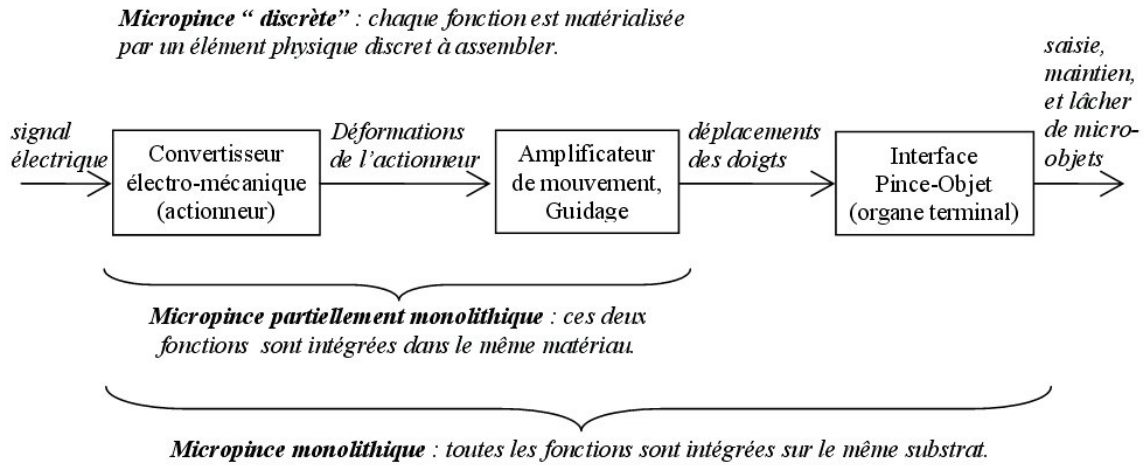 Micropince “ discrète” : chaque fonction est matérialisée
par un élément physique discret à assembler.
saisie,
maintien,
et lâcher
de micro-
objets
signal
électrique
Convertisseur
électro-mécanique
(actionneur)
Déformations
de l’actionneur
Amplificateur
de mouvement,
Guidage
déplacements
des doigts
Interface
Pince-Objet
(organe terminal)
Micropince partiellement monolithique : ces deux
fonctions sont intégrées dans le même matériau.
Micropince monolithique : toutes les fonctions sont intégrées sur le même substrat.